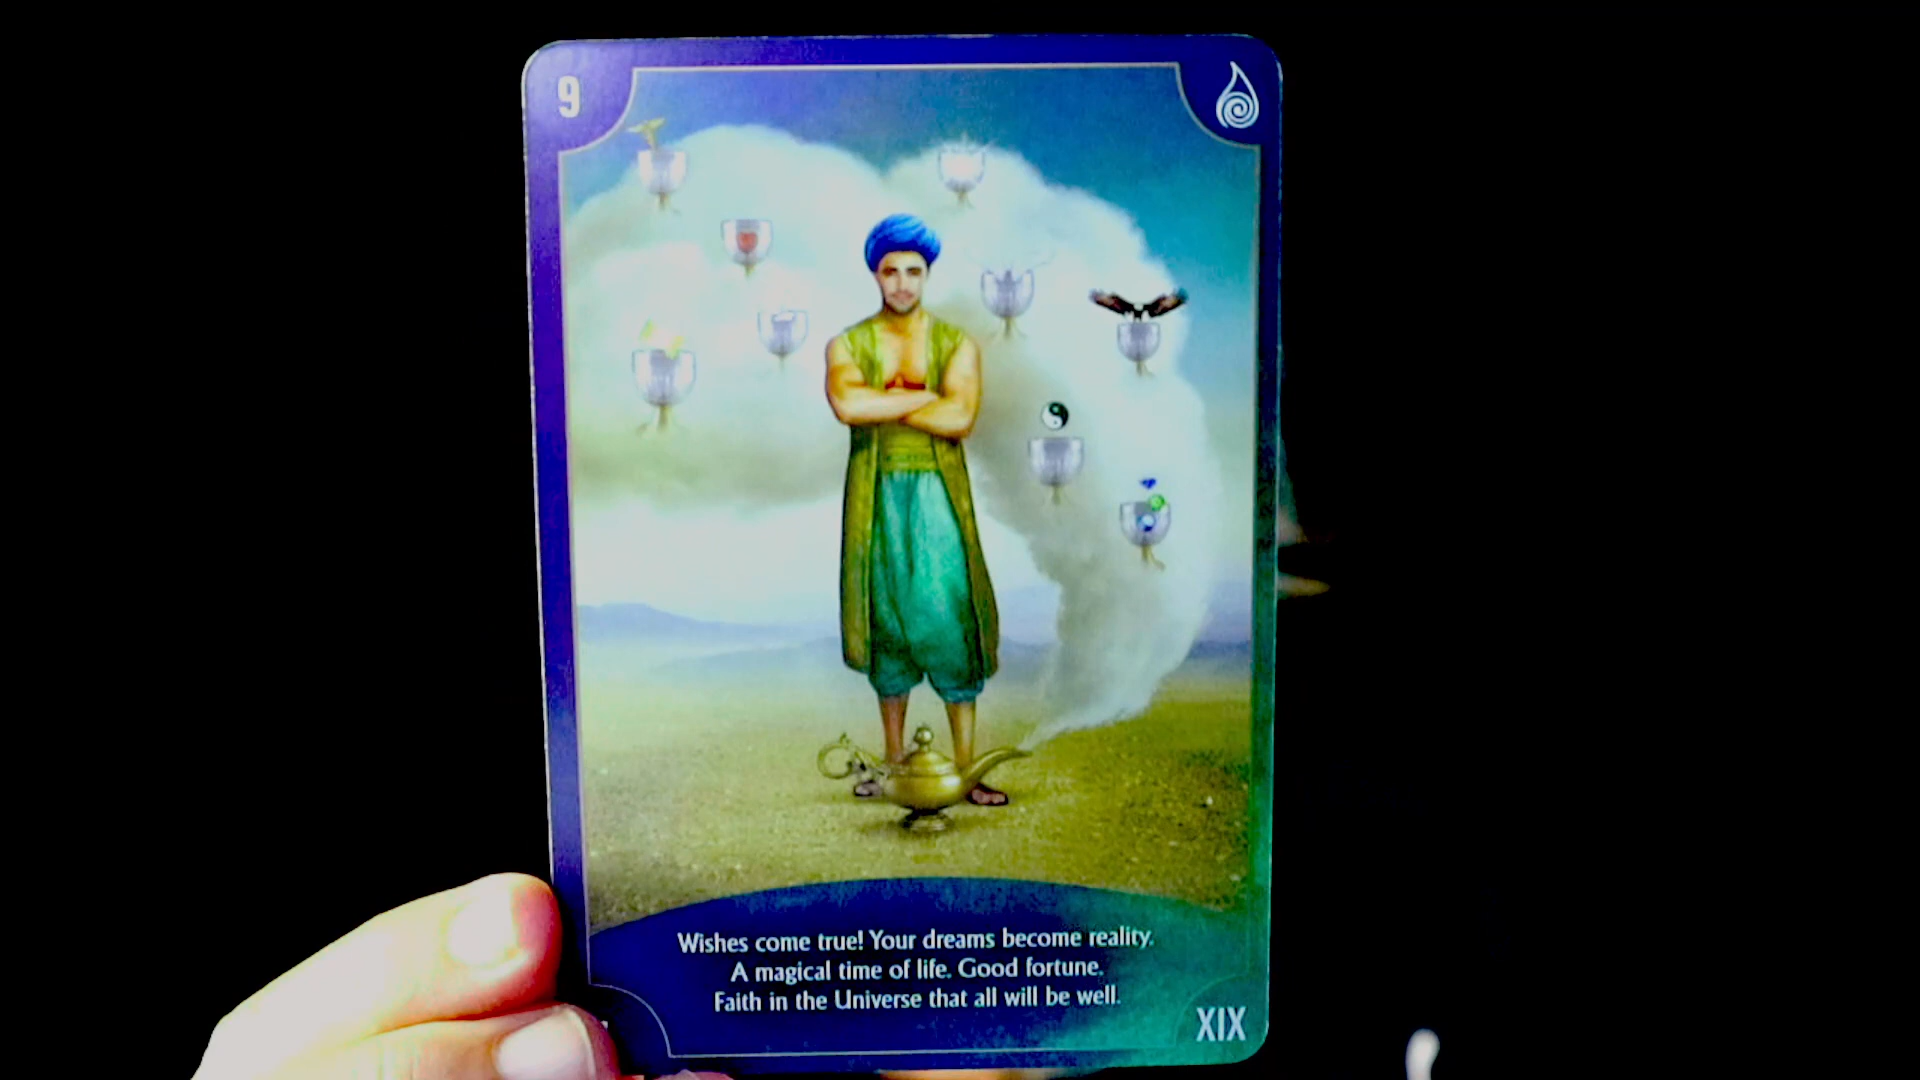 9
Wishes come true! Your dreams become reality.
A magical time of life. Good fortune.
Faith in the Universe that all will be well.
XIX